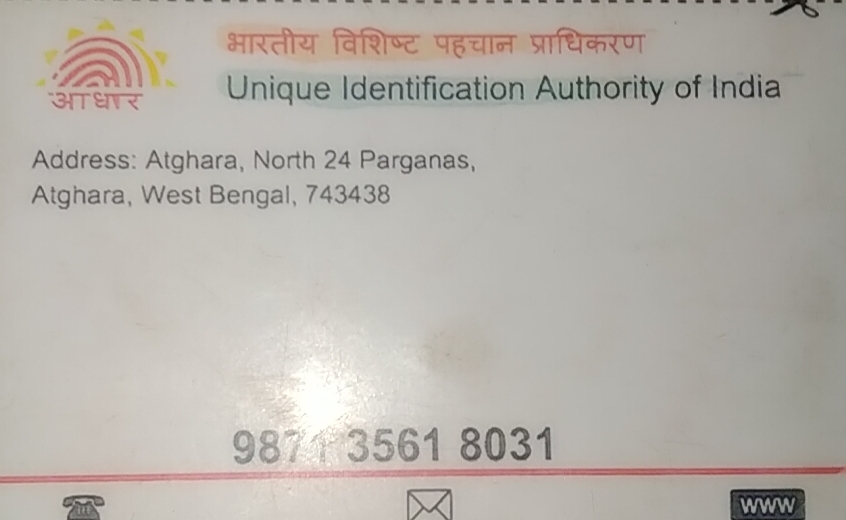 भारतीय विशिष्ट पहचान प्राधिकरण
आधार
Unique Identification Authority of India
Address: Atghara, North 24 Parganas,
Atghara, West Bengal, 743438
3561 8031
WWW